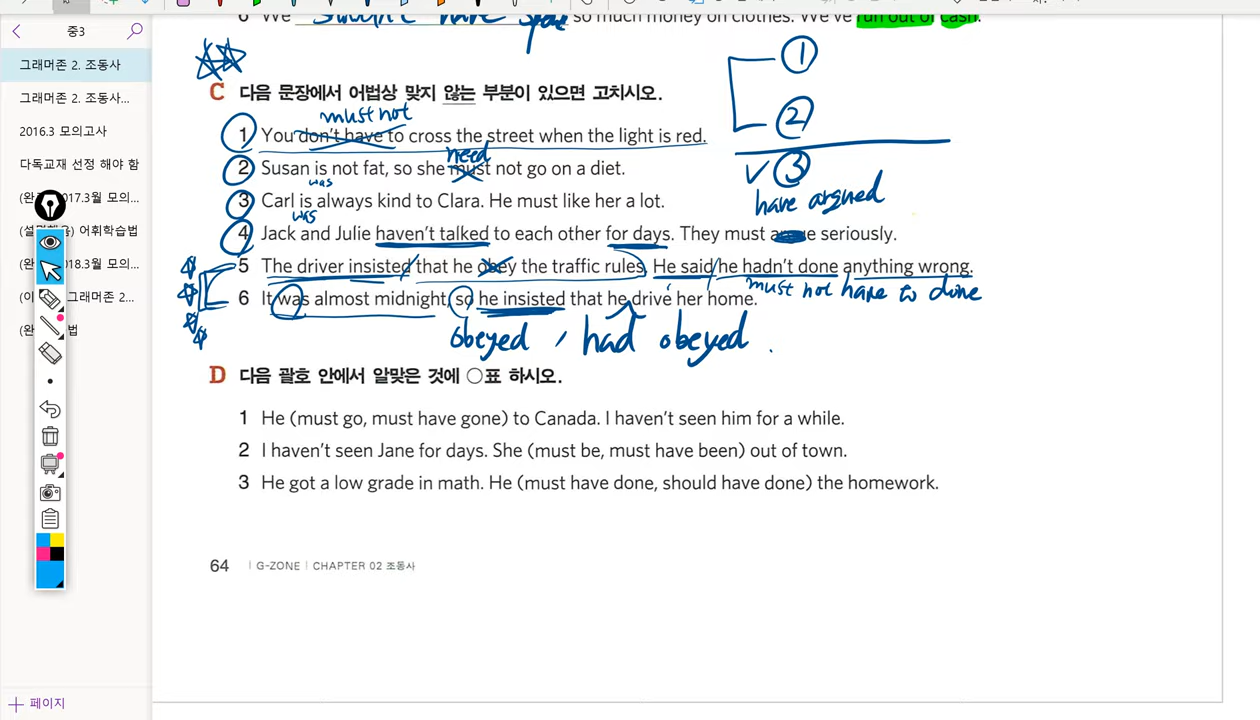 중3
그래머존 2. 조동사
그래머존 2. 조동사...
2016.3 모의고사
다독교재 선정 해야 함
6 We have so much money on clothes. We've run out of cash.
C 다음 문장에서 어법상 맞지 않는 부분이 있으면 고치시오.
must not
1 You don't have to cross the street when the light is red.
need
2 Susan is not fat, so she must not go on a diet.
was
3 Carl is always kind to Clara. He must like her a lot.
was
4 Jack and Julie haven't talked to each other for days. They must seriously.
5 The driver insisted that he obey the traffic rules. He said he hadn't done anything wrong.
must not have to done
6 It was almost midnight, so he insisted that he drive her home.
obeyed / had obeyed.
1
2
3
have argued
D 다음 괄호 안에서 알맞은 것에 ○표 하시오.
1 He (must go, must have gone) to Canada. I haven't seen him for a while.
2 I haven't seen Jane for days. She (must be, must have been) out of town.
3 He got a low grade in math. He (must have done, should have done) the homework.
64 | G-ZONE | CHAPTER 02 조동사
페이지